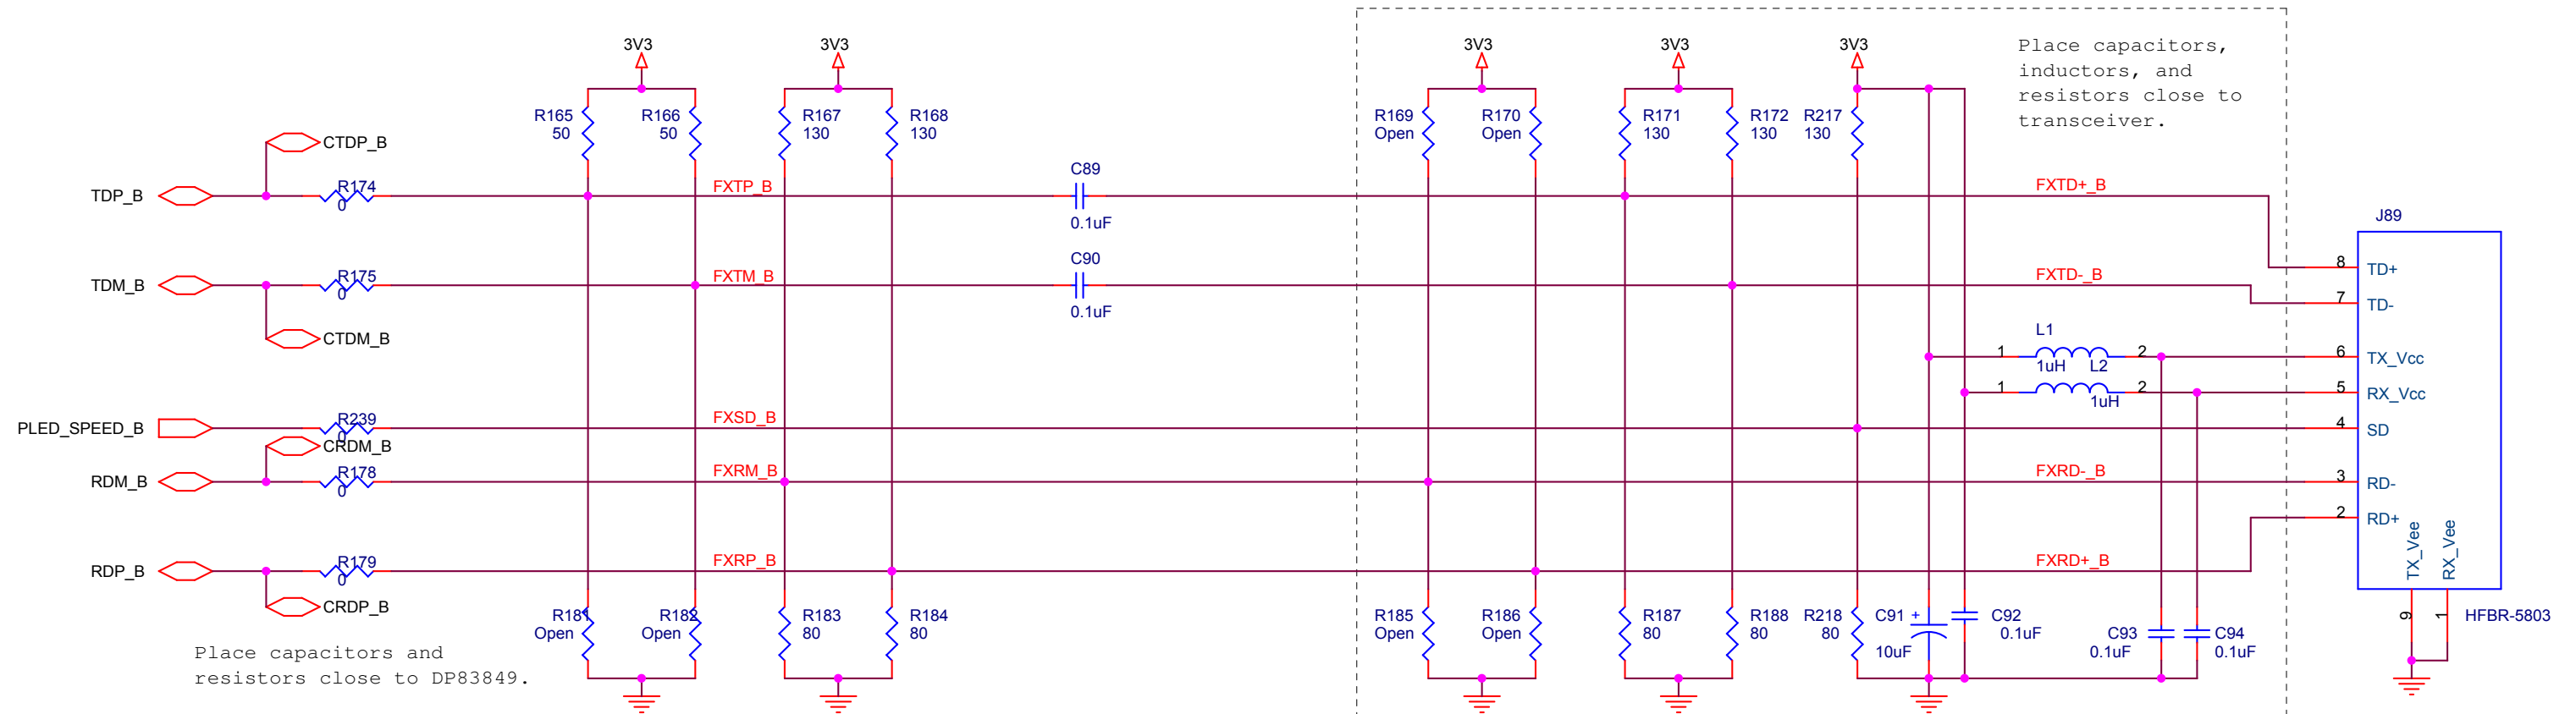 3V3
3V3
3V3
3V3
3V3
Place capacitors,
inductors, and
resistors close to
transceiver.
R165
50
R166
50
R167
130
R168
130
R169
Open
R170
Open
R171
130
R172
130
R217
130
CTDP_B
TDP_B
R174
0
FXTP_B
C89
0.1uF
FXTD+_B
J89
TDM_B
R175
0
FXTM_B
C90
0.1uF
FXTD-_B
8
TD+
7
TD-
CTDM_B
L1
1
1uH
2
6
TX_Vcc
L2
1
1uH
2
5
RX_Vcc
PLED_SPEED_B
R239
0
FXSD_B
4
SD
CRDM_B
RDM_B
R178
0
FXRM_B
FXRD-_B
3
RD-
2
RD+
TX_Vee
RX_Vee
RDP_B
R179
0
FXRP_B
FXRD+_B
CRDP_B
R181
Open
R182
Open
R183
80
R184
80
R185
Open
R186
Open
R187
80
R188
80
R218
80
C91
+
10uF
C92
0.1uF
C93
0.1uF
C94
0.1uF
9
1
HFBR-5803
Place capacitors and
resistors close to DP83849.